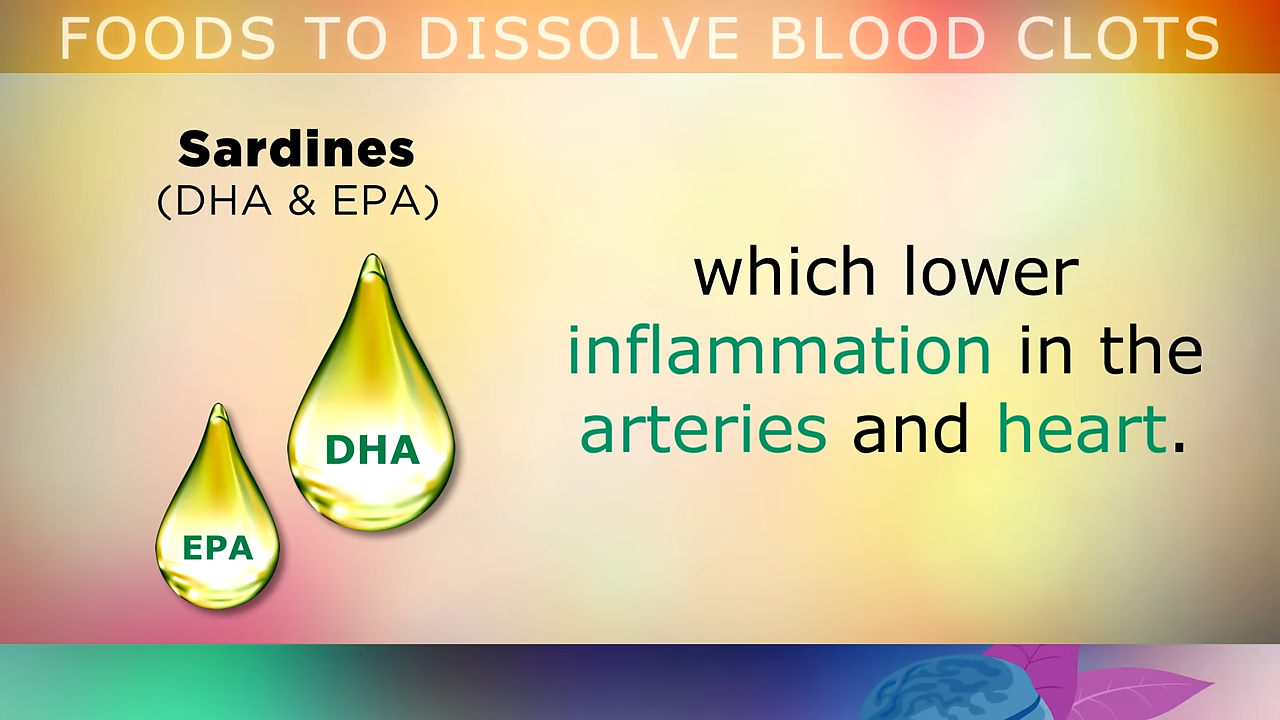 FOODS TO DISSOLVE BLOOD CLOTS
Sardines
(DHA & EPA)
DHA
EPA
which lower
inflammation in the
arteries and heart.